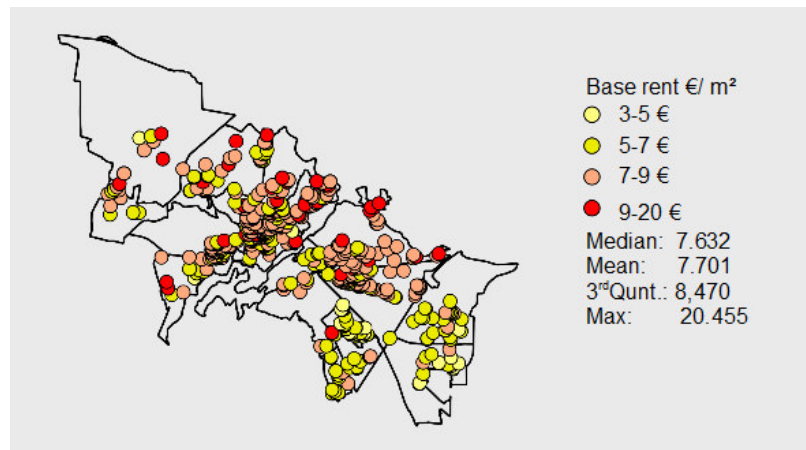 Base rent €/ m²
3-5 €
5-7 €
7-9 €
9-20 €
Median: 7.632
Mean: 7.701
3rdQunt.: 8,470
Max: 20.455